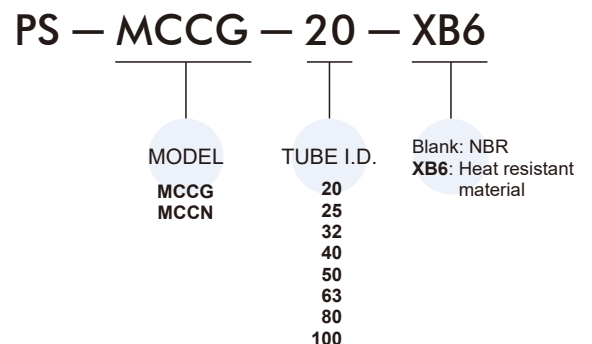 PS — MCCG — 20 — XB6
MODEL
MCCG
MCCN
TUBE I.D.
20
25
32
40
50
63
80
100
Blank: NBR
XB6: Heat resistant
material